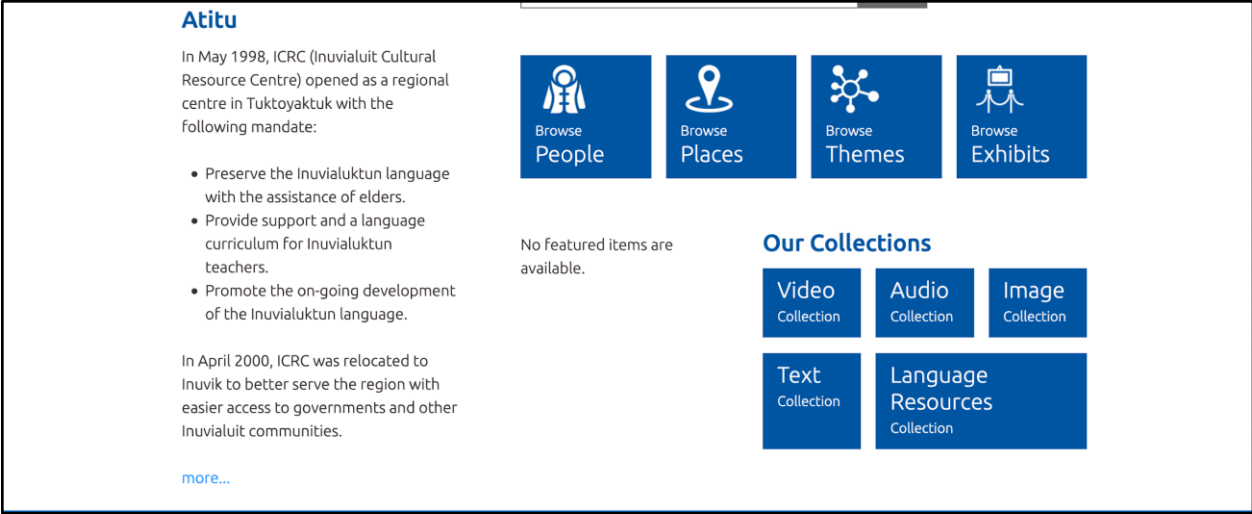 Atitu
In May 1998, ICRC (Inuvialuit Cultural
Resource Centre) opened as a regional
centre in Tuktoyaktuk with the
following mandate:
• Preserve the Inuvialuktun language
with the assistance of elders.
• Provide support and a language
curriculum for Inuvialuktun
teachers.
• Promote the on-going development
of the Inuvialuktun language.
In April 2000, ICRC was relocated to
Inuvik to better serve the region with
easier access to governments and other
Inuvialuit communities.
more...
Browse
People
Browse
Places
Browse
Themes
Browse
Exhibits
No featured items are
available.
Our Collections
Video
Collection
Audio
Collection
Image
Collection
Text
Collection
Language
Resources
Collection